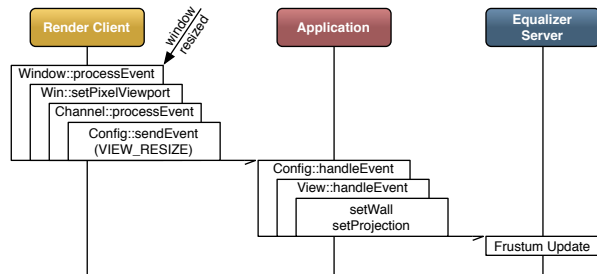 Render Client
Application
Equalizer
Server
window
resized
Window::processEvent
Win::setPixelViewport
Channel::processEvent
Config::sendEvent
(VIEW_RESIZE)
Config::handleEvent
View::handleEvent
setWall
setProjection
Frustum Update